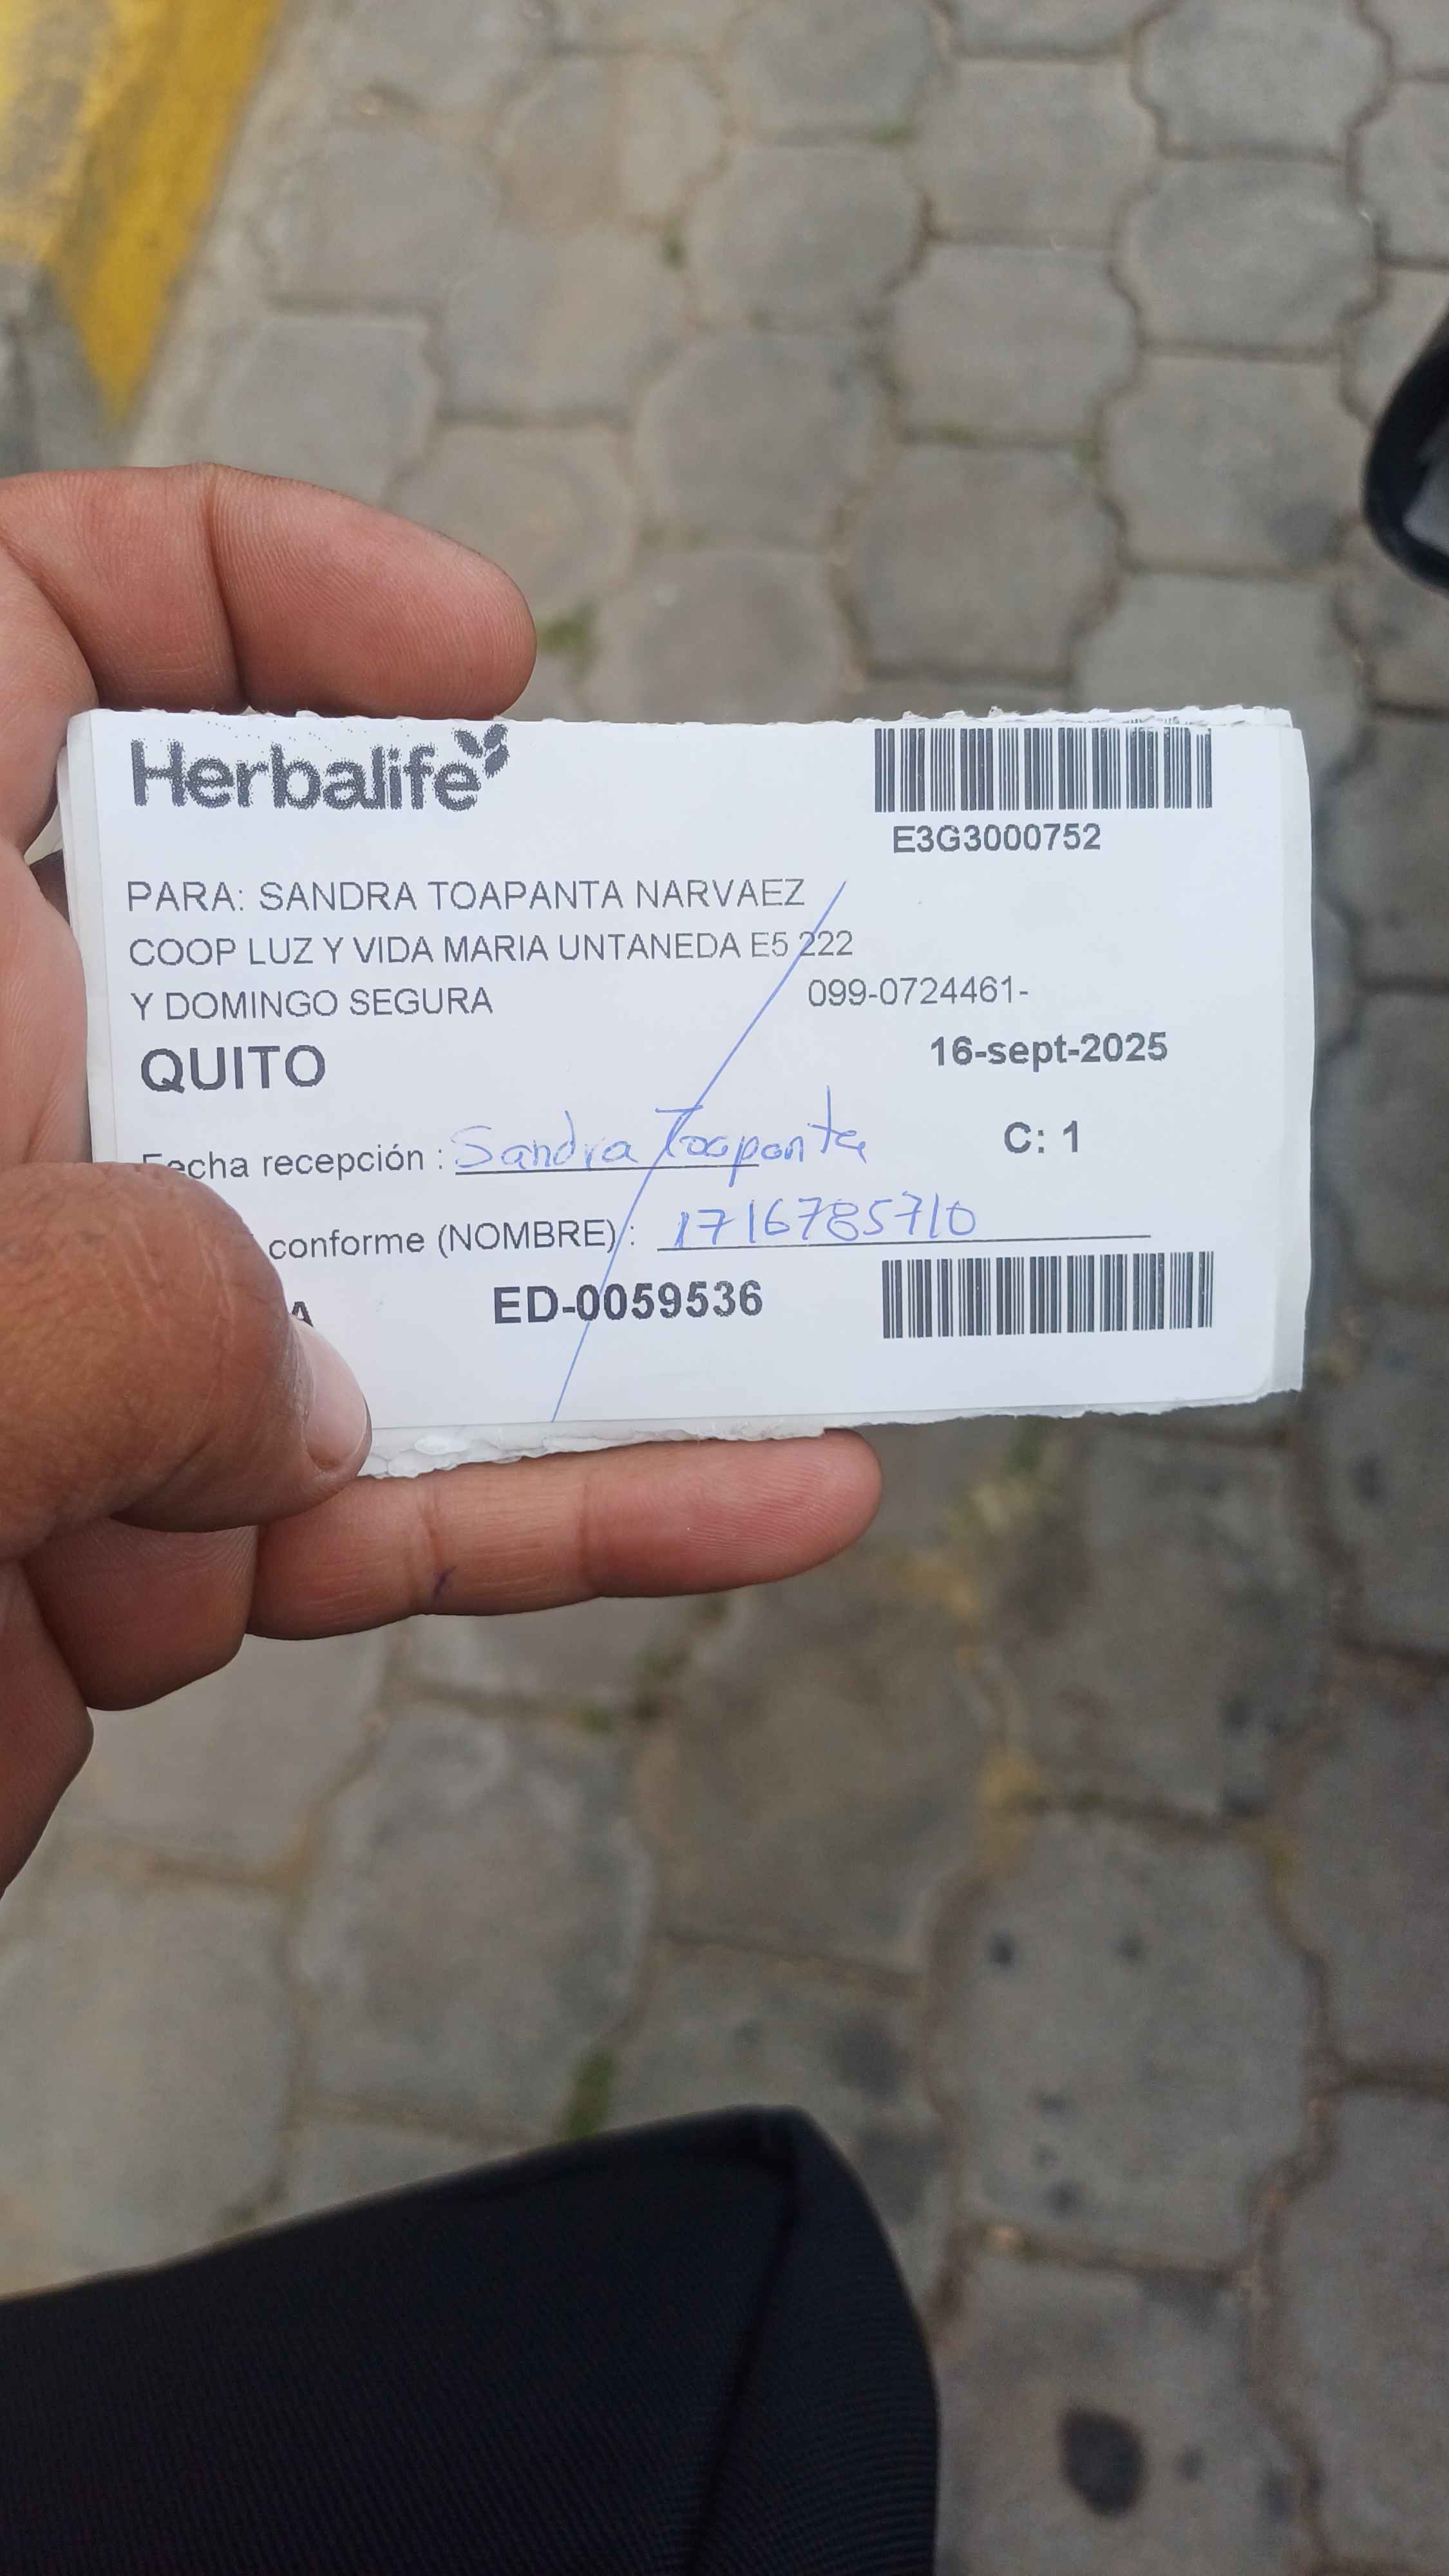 Herbalife
E3G3000752
PARA: SANDRA TOAPANTA NARVAEZ
COOP LUZ Y VIDA MARIA UNTANEDA E5 222
Y DOMINGO SEGURA 099-0724461-
QUITO 16-sept-2025
Fecha recepción : Sandra Toapanta C: 1
conforme (NOMBRE) : 1716785710
A ED-0059536